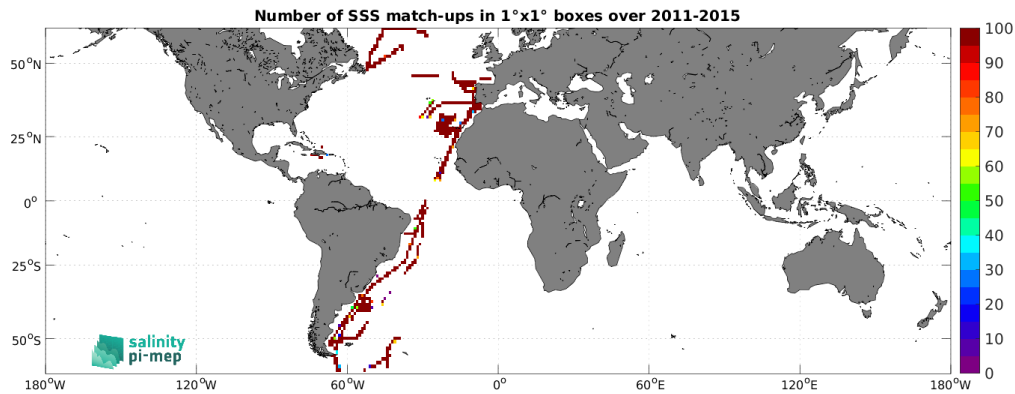 Number of SSS match-ups in 1°x1° boxes over 2011-2015
100
90
80
70
60
50
40
30
20
10
0
50°N
25°N
0°
25°S
50°S
salinity
pi-mep
180°W
120°W
60°W
0°
60°E
120°E
180°W